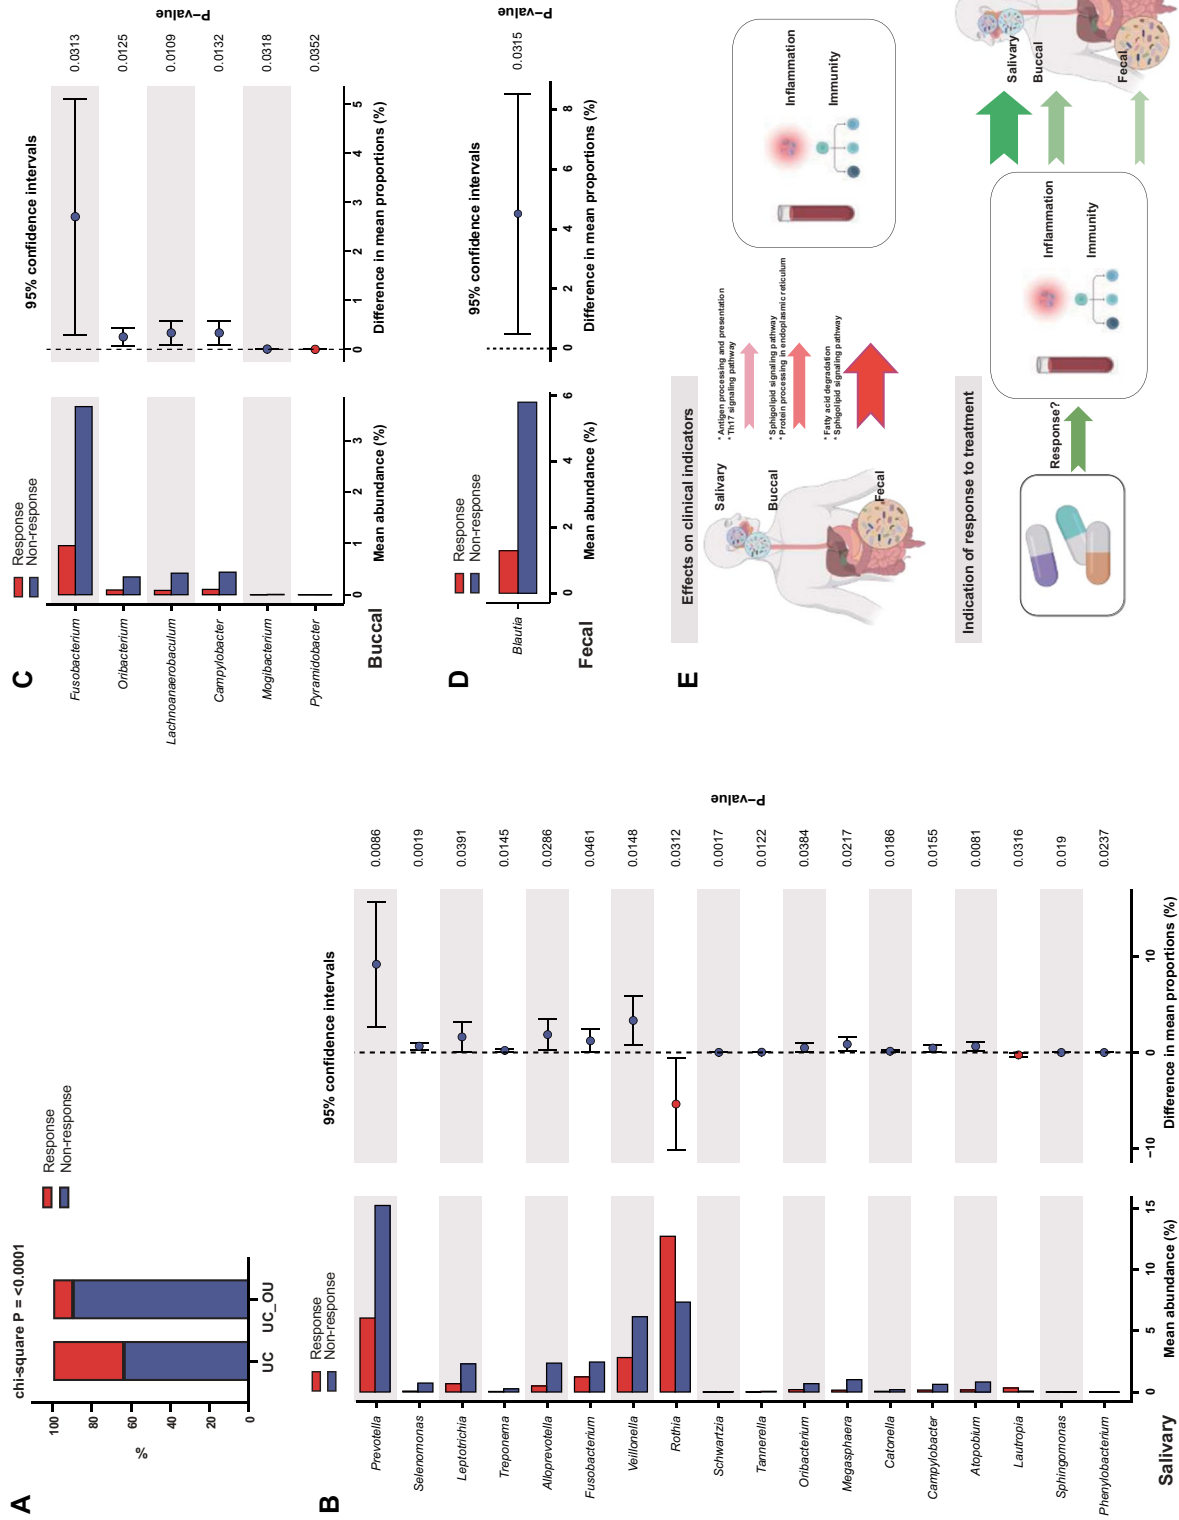 A
chi-square P = <0.0001
Response
Non-response
%
0
20
40
60
80
100
UC
UC_OU
B
Response
Non-response
95% confidence intervals
Prevotella
0.0086
Selenomonas
0.0019
Leptotrichia
0.0391
Treponema
0.0145
Alloprevotella
0.0286
Fusobacterium
0.0461
Veillonella
0.0148
Rothia
0.0312
Schwartzia
0.0017
Tannerella
0.0122
Oribacterium
0.0384
Megasphaera
0.0217
Catonella
0.0186
Campylobacter
0.0155
Atopobium
0.0081
Lautropia
0.0316
Sphingomonas
0.019
Phenylobacterium
0.0237
P-value
0 5 10 15
Mean abundance (%)
-10 0 10
Difference in mean proportions (%)
Salivary
C
Response
Non-response
95% confidence intervals
Fusobacterium
0.0313
Oribacterium
0.0125
Lachnoanaerobaculum
0.0109
Campylobacter
0.0132
Mogibacterium
0.0318
Pyramidobacter
0.0352
P-value
0 1 2 3
Mean abundance (%)
0 1 2 3 4 5
Difference in mean proportions (%)
Buccal
D
Response
Non-response
95% confidence intervals
Blautia
0.0315
P-value
0 2 4 6
Mean abundance (%)
0 2 4 6 8
Difference in mean proportions (%)
Fecal
E
Effects on clinical indicators
Salivary
* Antigen processing and presentation
* Th17 signaling pathway
Buccal
* Sphigolipid signaling pathway
* Protein processing in endoplasmic reticulum
Fecal
* Fatty acid degradation
* Sphigolipid signaling pathway
Inflammation
Immunity
Indication of response to treatment
Response?
Inflammation
Immunity
Salivary
Buccal
Fecal